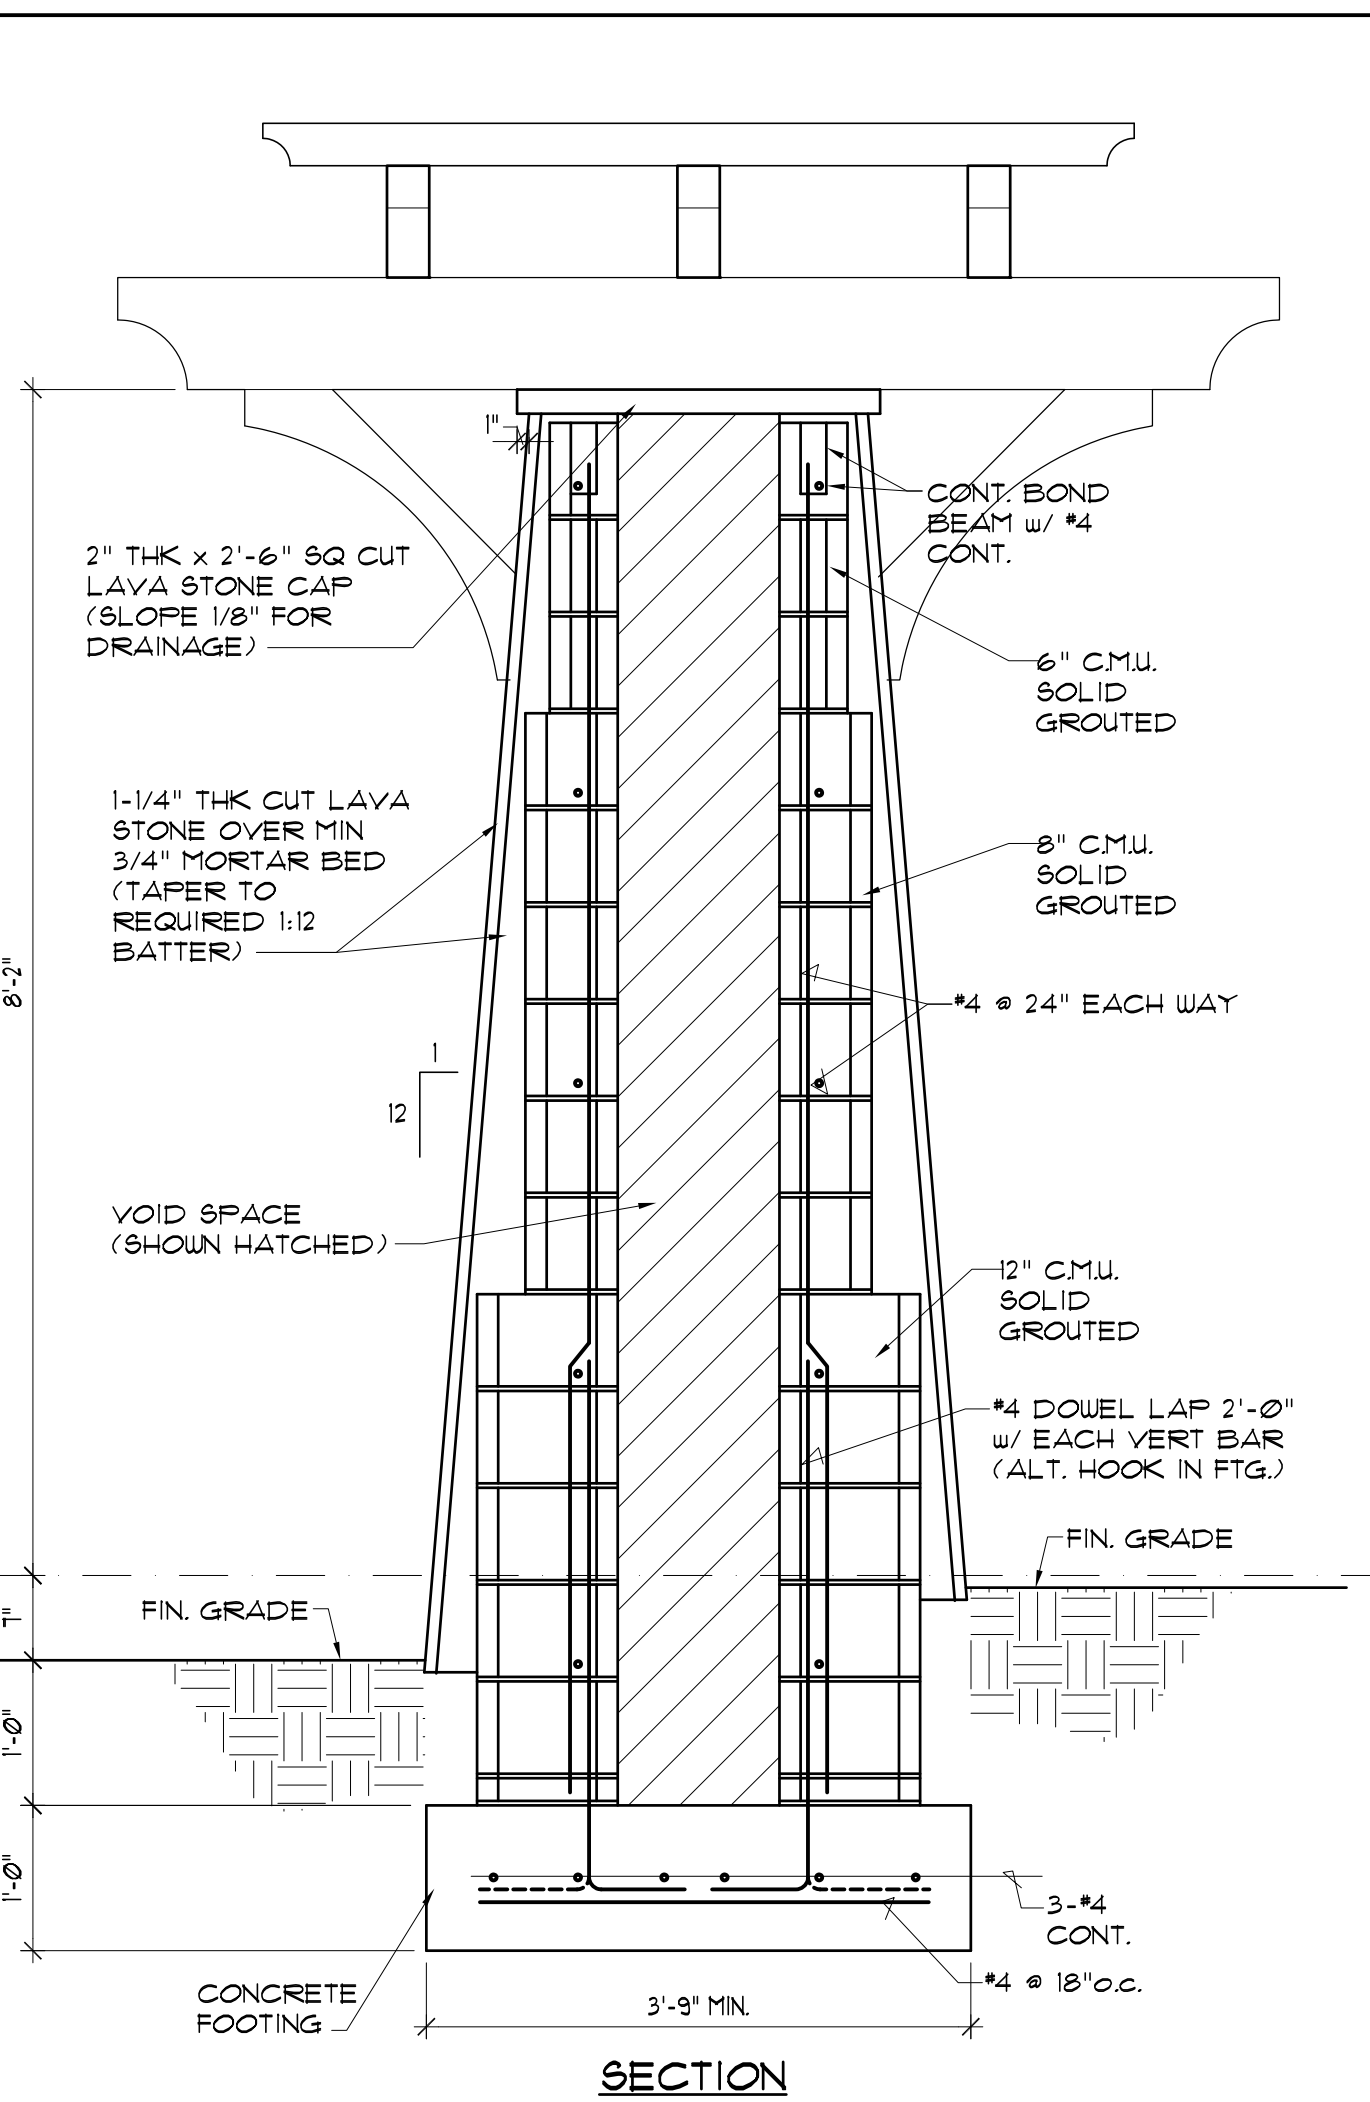 1"
CONT. BOND
BEAM w/ #4
CONT.
2" THK x 2'-6" SQ CUT
LAVA STONE CAP
(SLOPE 1/8" FOR
DRAINAGE)
6" C.M.U.
SOLID
GROUTED
1-1/4" THK CUT LAVA
STONE OVER MIN
3/4" MORTAR BED
(TAPER TO
REQUIRED 1:12
BATTER)
8" C.M.U.
SOLID
GROUTED
8'-2"
#4 @ 24" EACH WAY
1
12
VOID SPACE
(SHOWN HATCHED)
12" C.M.U.
SOLID
GROUTED
#4 DOWEL LAP 2'-0"
w/ EACH VERT BAR
(ALT. HOOK IN FTG.)
FIN. GRADE
7"
FIN. GRADE
1'-0"
1'-0"
3-#4
CONT.
#4 @ 18"o.c.
CONCRETE
FOOTING
3'-9" MIN.
SECTION